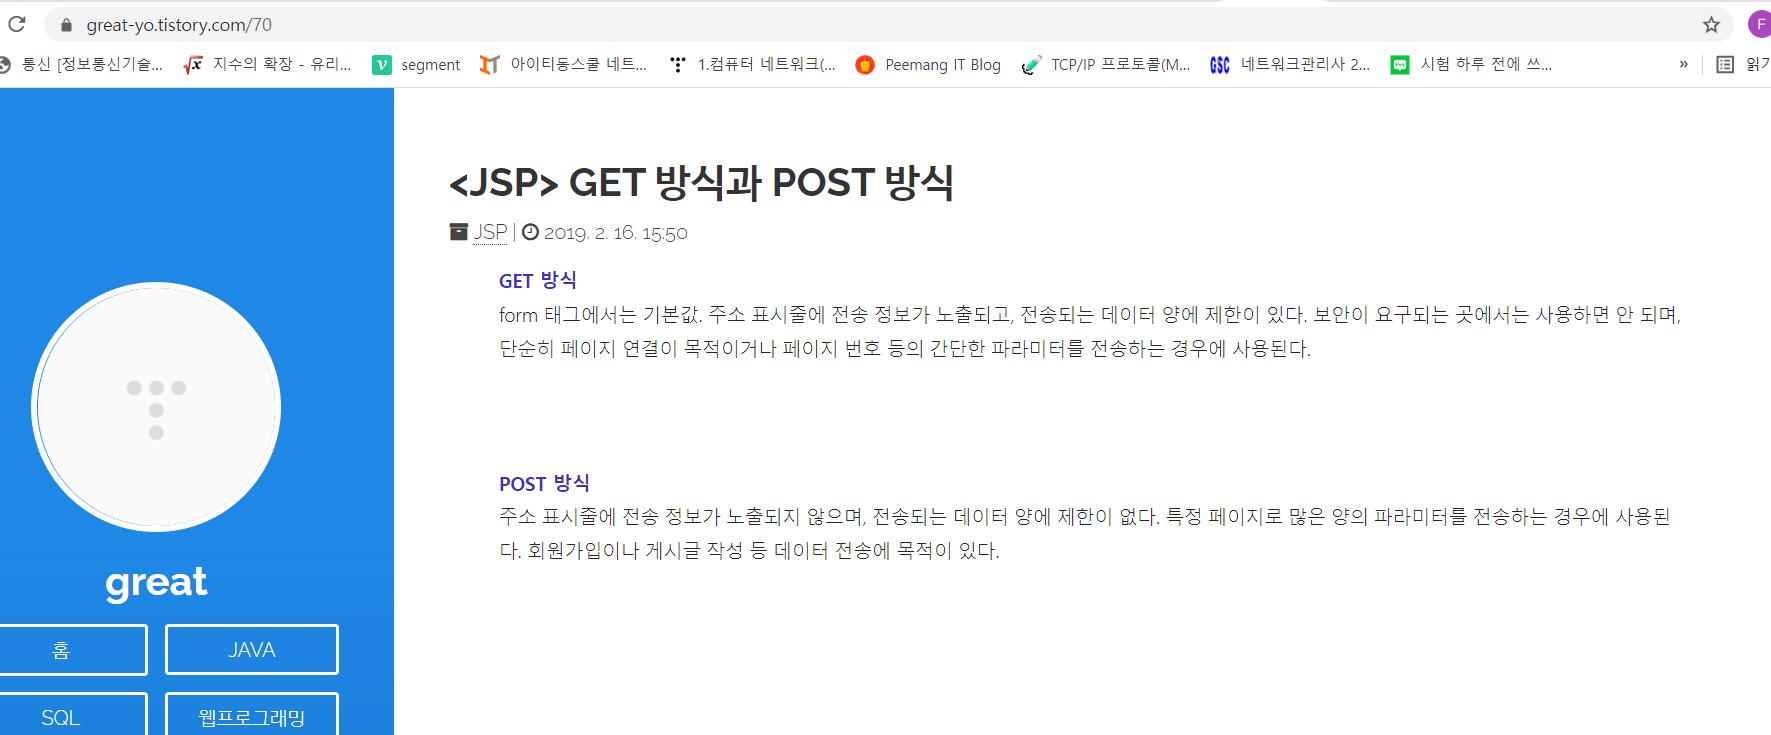 great-yo.tistory.com/70
F
통신 [정보통신기술... 지수의 확장 - 유리... segment 아이티동스쿨 네트... 1.컴퓨터 네트워크(... Peemang IT Blog TCP/IP 프로토콜(M... GSC 네트워크관리사 2... 시험 하루 전에 쓰... »
<JSP> GET 방식과 POST 방식
JSP | 2019. 2. 16. 15:50
GET 방식
form 태그에서는 기본값. 주소 표시줄에 전송 정보가 노출되고, 전송되는 데이터 양에 제한이 있다. 보안이 요구되는 곳에서는 사용하면 안 되며,
단순히 페이지 연결이 목적이거나 페이지 번호 등의 간단한 파라미터를 전송하는 경우에 사용된다.
POST 방식
주소 표시줄에 전송 정보가 노출되지 않으며, 전송되는 데이터 양에 제한이 없다. 특정 페이지로 많은 양의 파라미터를 전송하는 경우에 사용된
다. 회원가입이나 게시글 작성 등 데이터 전송에 목적이 있다.
great
홈 JAVA
SQL 웹프로그래밍